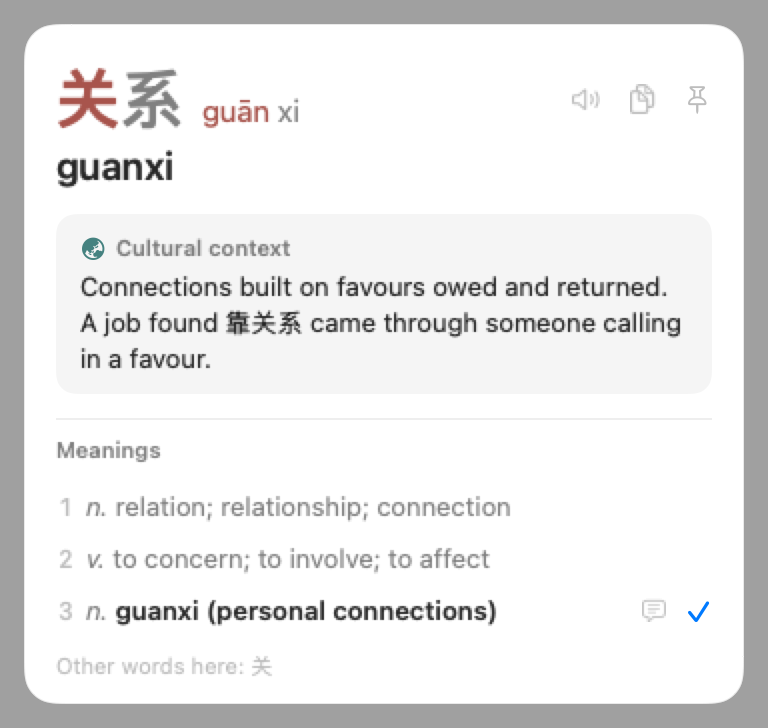 关系 guān xi
guanxi
Cultural context
Connections built on favours owed and returned.
A job found 靠关系 came through someone calling
in a favour.
Meanings
1 n. relation; relationship; connection
2 v. to concern; to involve; to affect
3 n. guanxi (personal connections)
Other words here: 关